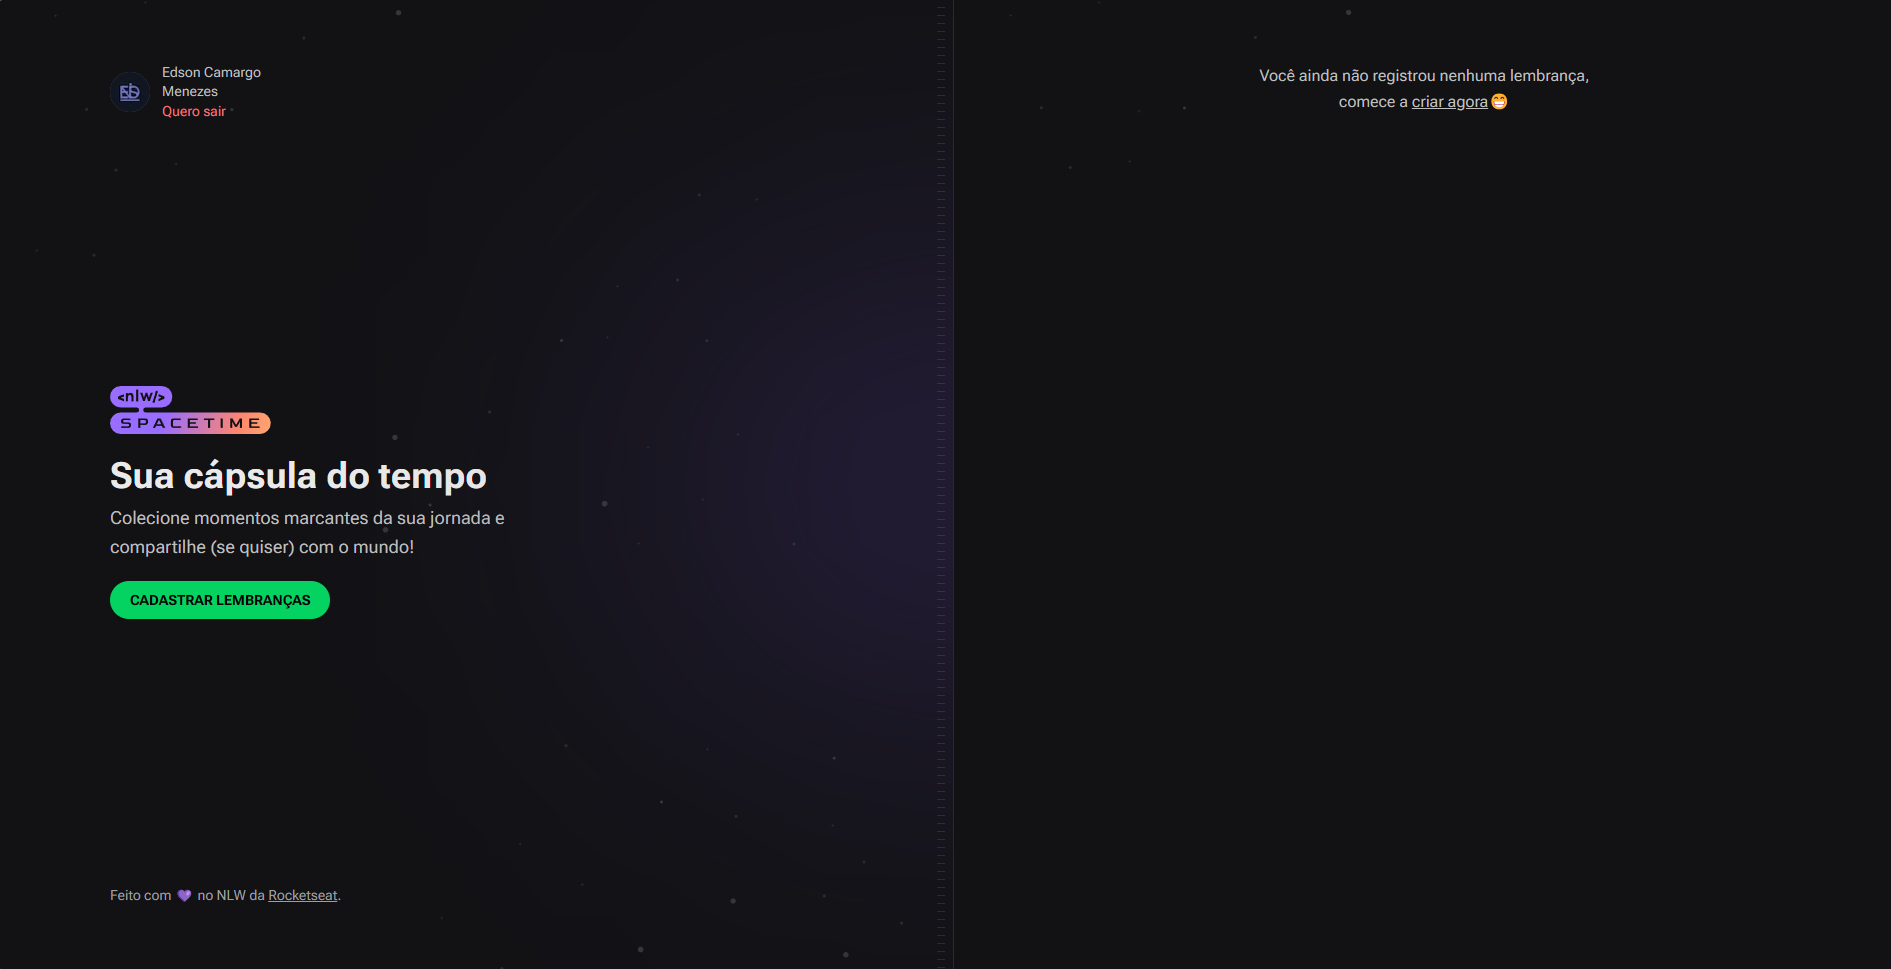 Edson Camargo
Menezes
Quero sair
<nlw/>
SPACETIME
Sua cápsula do tempo
Colecione momentos marcantes da sua jornada e
compartilhe (se quiser) com o mundo!
CADASTRAR LEMBRANÇAS
Feito com 💜 no NLW da Rocketseat.
Você ainda não registrou nenhuma lembrança,
comece a criar agora😁